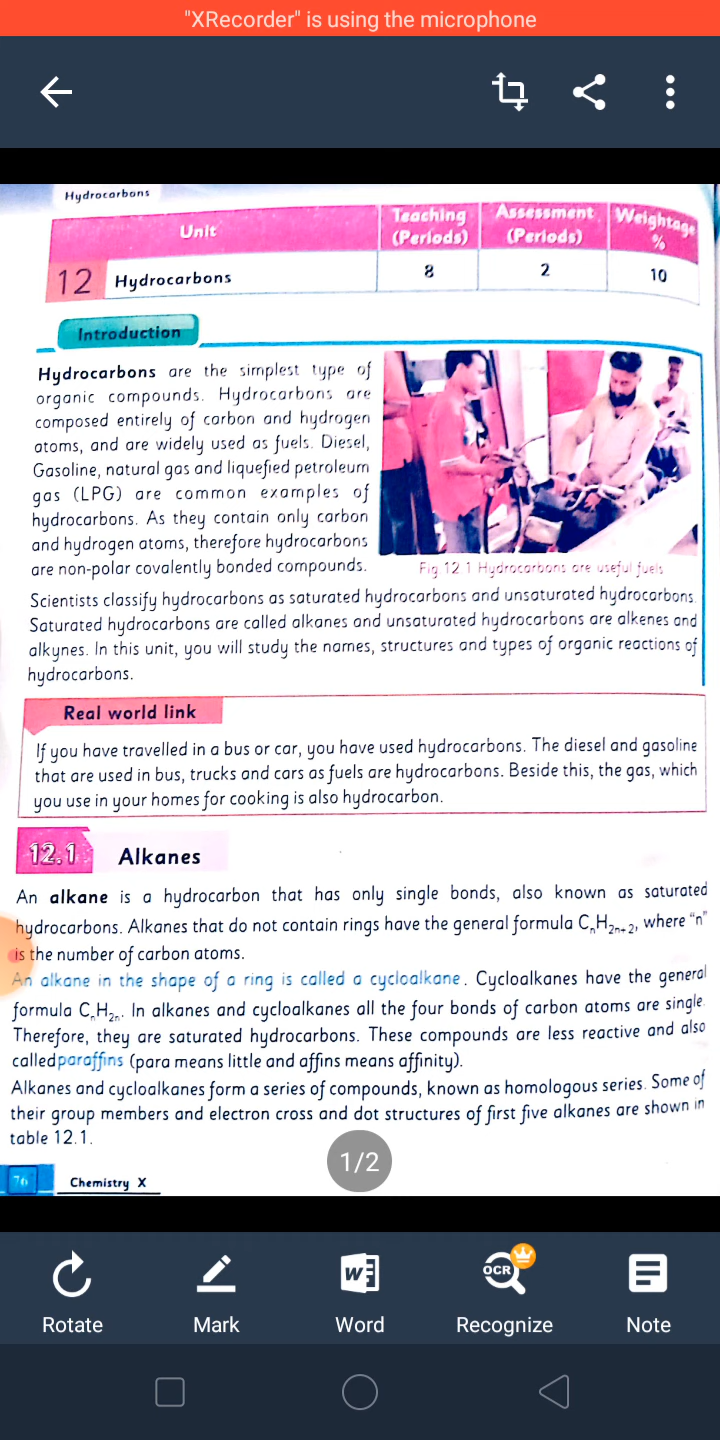 "XRecorder" is using the microphone
Hydrocarbons
Unit Teaching (Periods) Assessment (Periods) Weightage %
12 Hydrocarbons 8 2 10
Introduction
Hydrocarbons are the simplest type of
organic compounds. Hydrocarbons are
composed entirely of carbon and hydrogen
atoms, and are widely used as fuels. Diesel,
Gasoline, natural gas and liquefied petroleum
gas (LPG) are common examples of
hydrocarbons. As they contain only carbon
and hydrogen atoms, therefore hydrocarbons
are non-polar covalently bonded compounds.
Fig 12.1 Hydrocarbons are useful fuels
Scientists classify hydrocarbons as saturated hydrocarbons and unsaturated hydrocarbons.
Saturated hydrocarbons are called alkanes and unsaturated hydrocarbons are alkenes and
alkynes. In this unit, you will study the names, structures and types of organic reactions of
hydrocarbons.
Real world link
If you have travelled in a bus or car, you have used hydrocarbons. The diesel and gasoline
that are used in bus, trucks and cars as fuels are hydrocarbons. Beside this, the gas, which
you use in your homes for cooking is also hydrocarbon.
12.1 Alkanes
An alkane is a hydrocarbon that has only single bonds, also known as saturated
hydrocarbons. Alkanes that do not contain rings have the general formula CₙH₂ₙ₊₂, where "n"
is the number of carbon atoms.
An alkane in the shape of a ring is called a cycloalkane. Cycloalkanes have the general
formula CₙH₂ₙ. In alkanes and cycloalkanes all the four bonds of carbon atoms are single.
Therefore, they are saturated hydrocarbons. These compounds are less reactive and also
called paraffins (para means little and affins means affinity).
Alkanes and cycloalkanes form a series of compounds, known as homologous series. Some of
their group members and electron cross and dot structures of first five alkanes are shown in
table 12.1.
1/2
76 Chemistry X
W
OCR
Rotate Mark Word Recognize Note